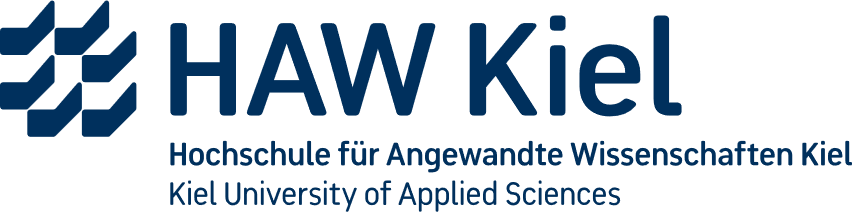 HAW Kiel
Hochschule für Angewandte Wissenschaften Kiel
Kiel University of Applied Sciences